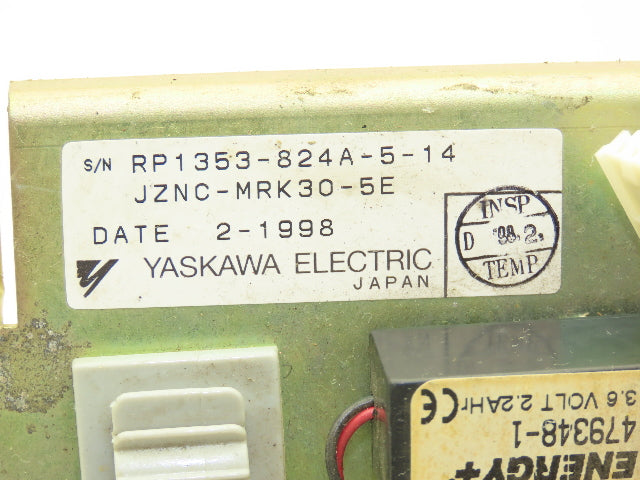 S/N RP1353-824A-5-14
JZNC-MRK30-5E
DATE 2-1998
YASKAWA ELECTRIC
JAPAN
INSP
D '98.2.
TEMP
ENERGY+
479348-1
3.6 VOLT 2.2AHr
CE